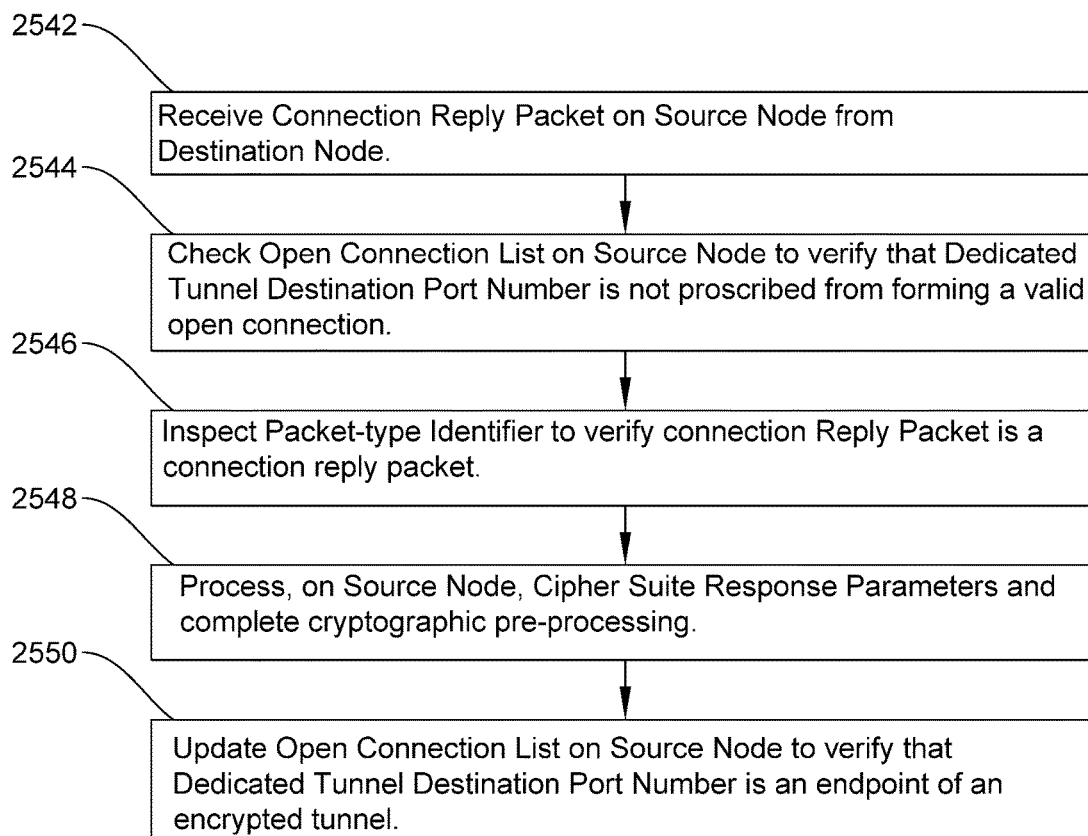 2542
Receive Connection Reply Packet on Source Node from
Destination Node.
2544
Check Open Connection List on Source Node to verify that Dedicated
Tunnel Destination Port Number is not proscribed from forming a valid
open connection.
2546
Inspect Packet-type Identifier to verify connection Reply Packet is a
connection reply packet.
2548
Process, on Source Node, Cipher Suite Response Parameters and
complete cryptographic pre-processing.
2550
Update Open Connection List on Source Node to verify that
Dedicated Tunnel Destination Port Number is an endpoint of an
encrypted tunnel.